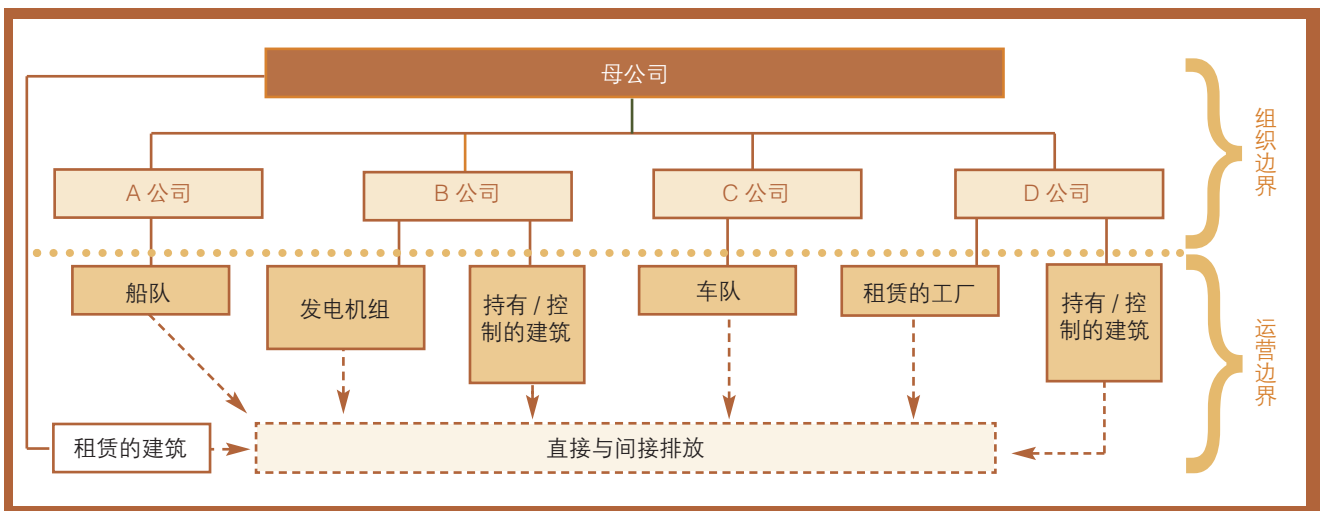 母公司
组织边界
A 公司
B 公司
C 公司
D 公司
船队
发电机组
持有 / 控
制的建筑
车队
租赁的工厂
持有 / 控
制的建筑
运营边界
租赁的建筑
直接与间接排放